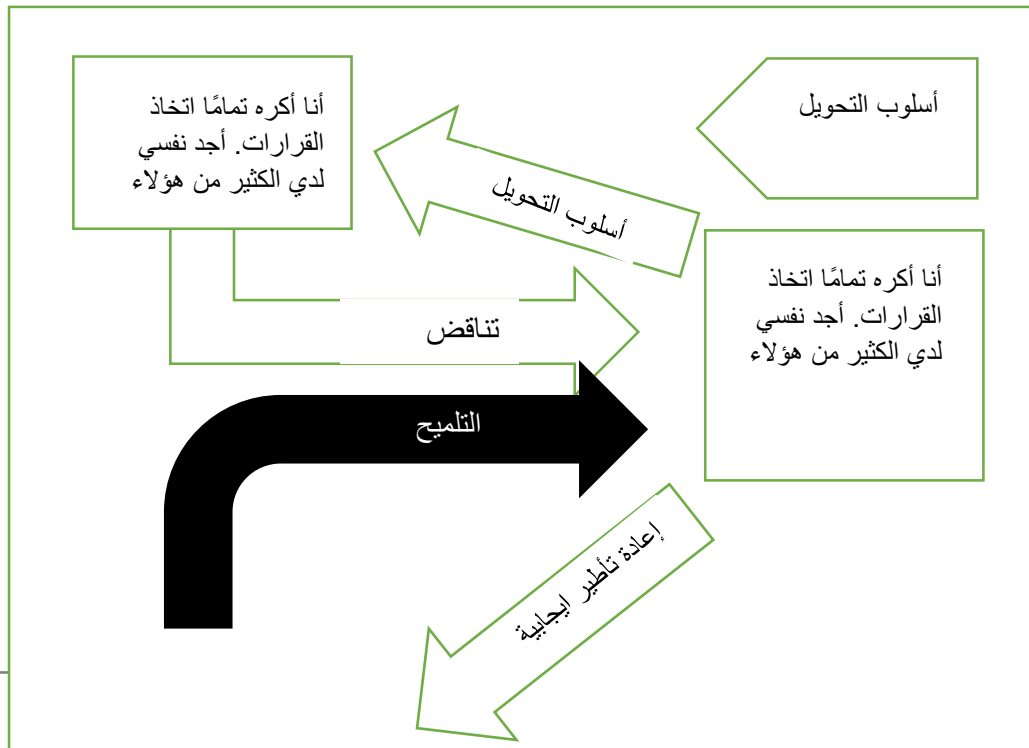 أسلوب التحويل
أنا أكره تمامًا اتخاذ
القرارات. أجد نفسي
لدي الكثير من هؤلاء
أسلوب التحويل
أنا أكره تمامًا اتخاذ
القرارات. أجد نفسي
لدي الكثير من هؤلاء
تناقض
التلميح
إعادة تأطير ايجابية